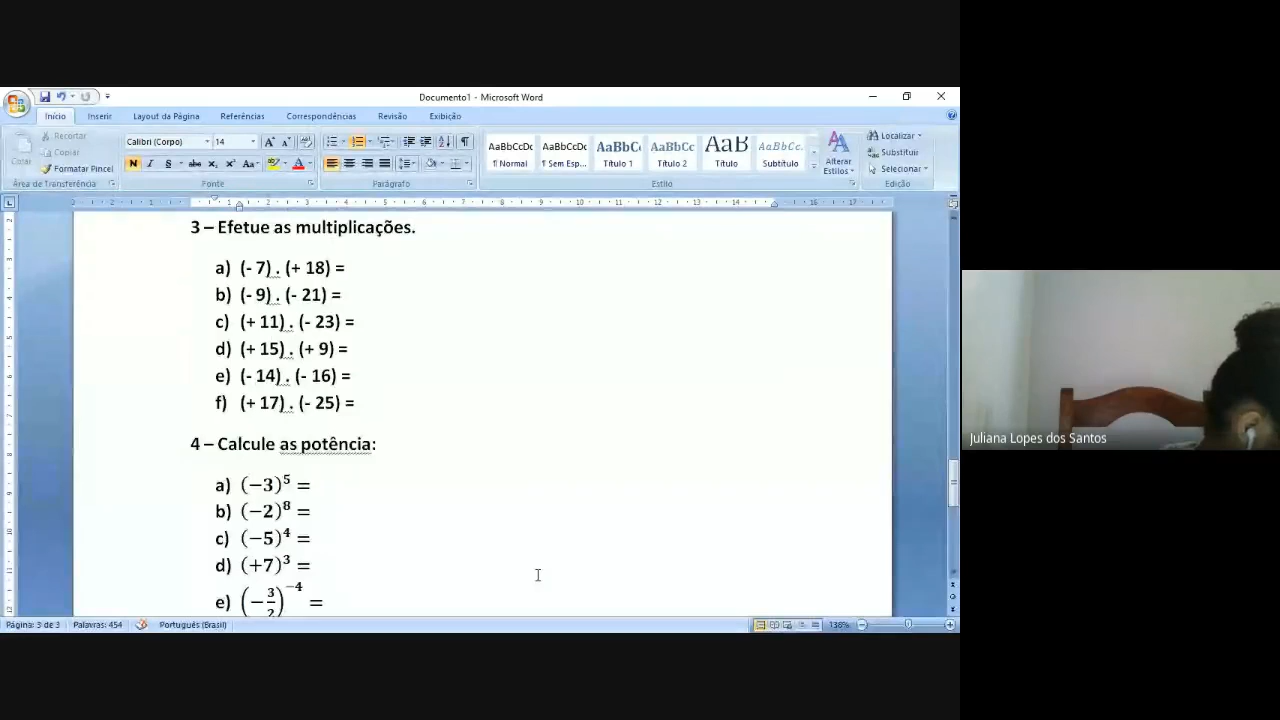 Documento1 - Microsoft Word
Início Inserir Layout da Página Referências Correspondências Revisão Exibição
Recortar
Copiar
Formatar Pincel
Colar
Área de Transferência
Calibri (Corpo) 14
Fonte
Parágrafo
AaBbCcDc AaBbCcDc AaBbC AaBbCc AaB AaBbCc.
¶ Normal ¶ Sem Esp... Título 1 Título 2 Título Subtítulo
Alterar Estilos
Estilo
Localizar
Substituir
Selecionar
Edição
3 – Efetue as multiplicações.
a) (- 7) . (+ 18) =
b) (- 9) . (- 21) =
c) (+ 11) . (- 23) =
d) (+ 15) . (+ 9) =
e) (- 14) . (- 16) =
f) (+ 17) . (- 25) =
4 – Calcule as potência:
a) (−3)⁵ =
b) (−2)⁸ =
c) (−5)⁴ =
d) (+7)³ =
e) (−3/2)⁻⁴ =
Página: 3 de 3 Palavras: 454 Português (Brasil) 138%
Juliana Lopes dos Santos